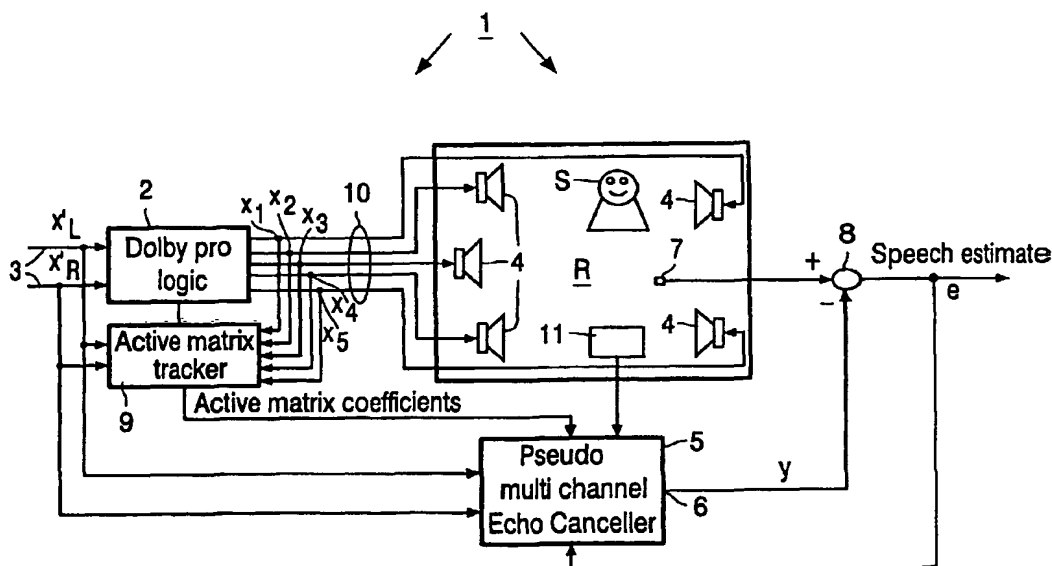 1
2
10
x'L
x'R
3
Dolby pro
logic
x1
x2
x3
x4
x5
S
4
4
R
7
8
+
−
Speech estimate
e
Active matrix
tracker
9
11
4
Active matrix coefficients
Pseudo
multi channel
Echo Canceller
5
6
y